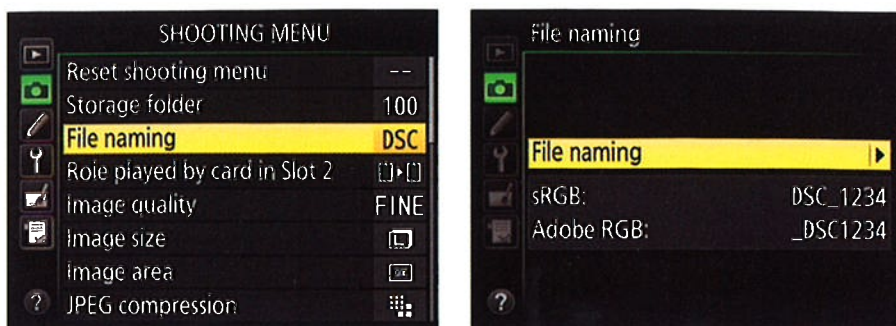 SHOOTING MENU
Reset shooting menu --
Storage folder 100
File naming DSC
Role played by card in Slot 2
Image quality FINE
Image size L
Image area
JPEG compression
?
File naming
File naming
sRGB: DSC_1234
Adobe RGB: _DSC1234
?